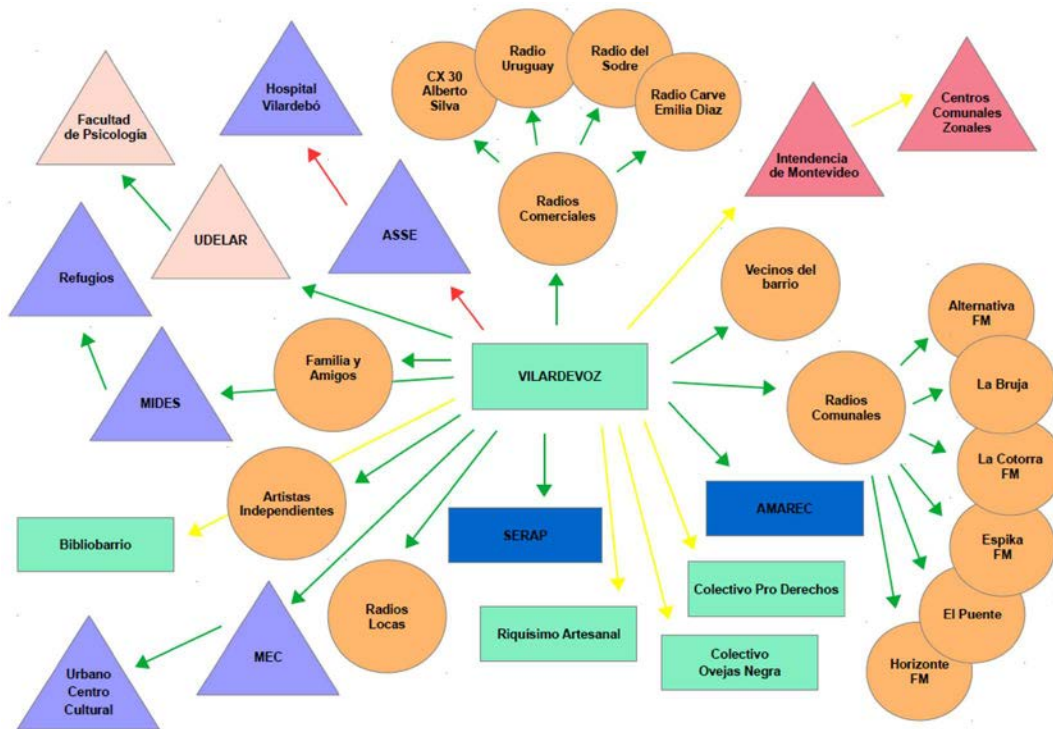 CX 30
Alberto
Silva
Radio
Uruguay
Radio del
Sodre
Radio Carve
Emilia Diaz
Hospital
Vilardebó
Facultad
de Psicología
Centros
Comunales
Zonales
Intendencia
de Montevideo
Radios
Comerciales
UDELAR
ASSE
Refugios
Vecinos del
barrio
Alternativa
FM
Familia y
Amigos
VILARDEVOZ
La Bruja
MIDES
Radios
Comunales
La Cotorra
FM
Artistas
Independientes
AMAREC
Bibliobarrio
SERAP
Espika
FM
Colectivo Pro Derechos
Radios
Locas
El Puente
Riquísimo Artesanal
MEC
Colectivo
Ovejas Negra
Horizonte
FM
Urbano
Centro
Cultural